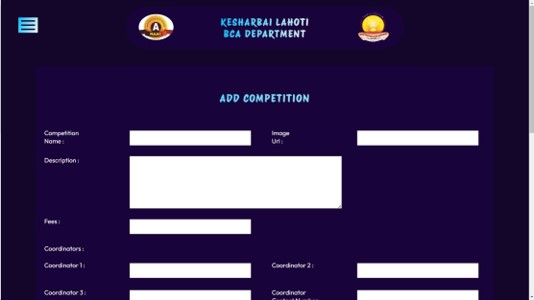 KESHARBAI LAHOTI
BCA DEPARTMENT
ADD COMPETITION
Competition Name :
Image Url :
Description :
Fees :
Coordinators :
Coordinator 1 :
Coordinator 2 :
Coordinator 3 :
Coordinator